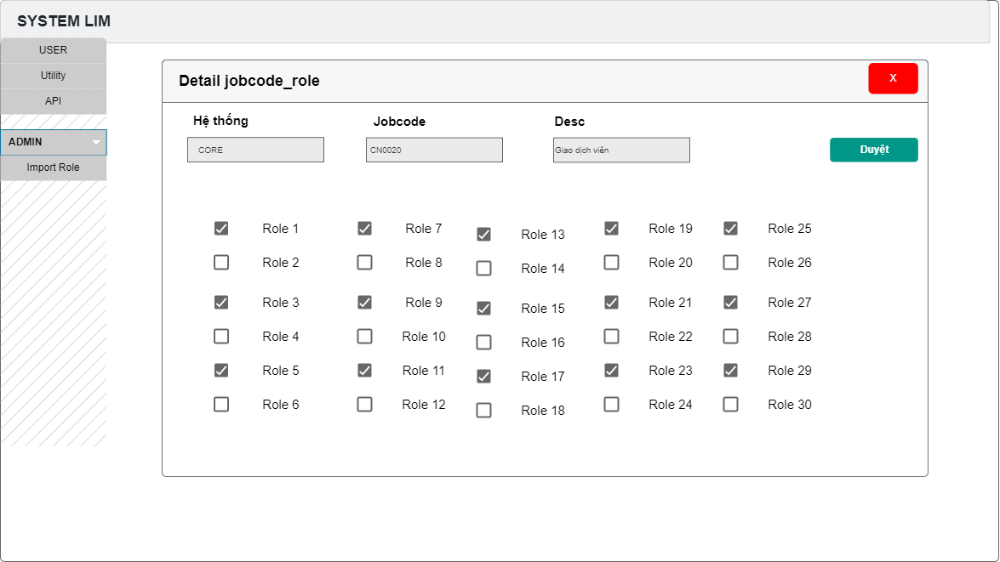 SYSTEM LIM
USER
Utility
API
ADMIN
Import Role
Detail jobcode_role
X
Hệ thống
Jobcode
Desc
CORE
CN0020
Giao dịch viên
Duyệt
Role 1
Role 2
Role 3
Role 4
Role 5
Role 6
Role 7
Role 8
Role 9
Role 10
Role 11
Role 12
Role 13
Role 14
Role 15
Role 16
Role 17
Role 18
Role 19
Role 20
Role 21
Role 22
Role 23
Role 24
Role 25
Role 26
Role 27
Role 28
Role 29
Role 30